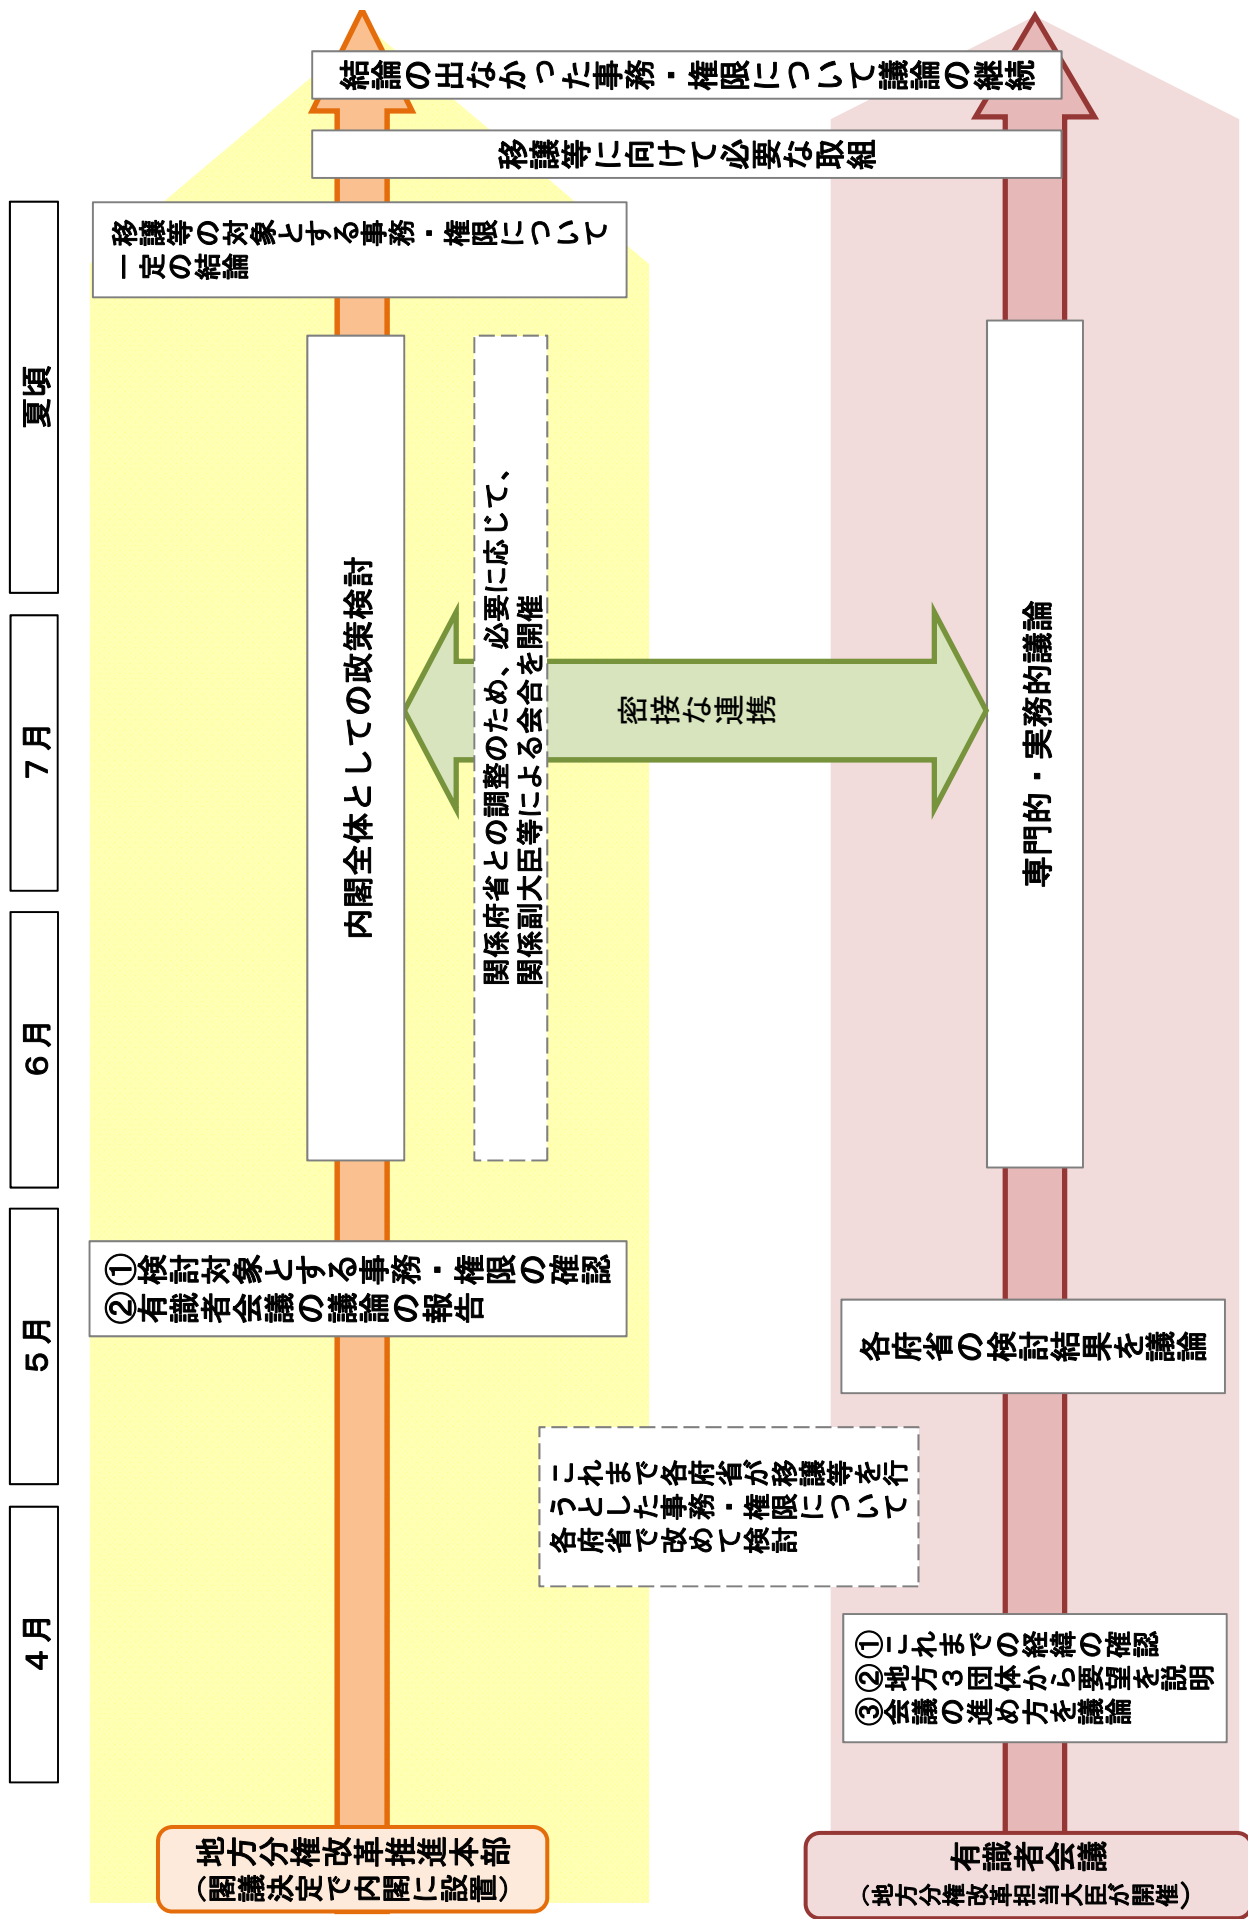 ４月
５月
６月
７月
夏頃
地方分権改革推進本部
（閣議決定で内閣に設置）
①検討対象とする事務・権限の確認
②有識者会議の議論の報告
内閣全体としての政策検討
関係府省との調整のため、必要に応じて、
関係副大臣等による会合を開催
移譲等の対象とする事務・権限について
一定の結論
密接な連携
これまで各府省が移譲等を行
うとした事務・権限について
各府省で改めて検討
有識者会議
（地方分権改革担当大臣が開催）
①これまでの経緯の確認
②地方３団体から要望を説明
③会議の進め方を議論
各府省の検討結果を議論
専門的・実務的議論
移譲等に向けて必要な取組
結論の出なかった事務・権限について議論の継続